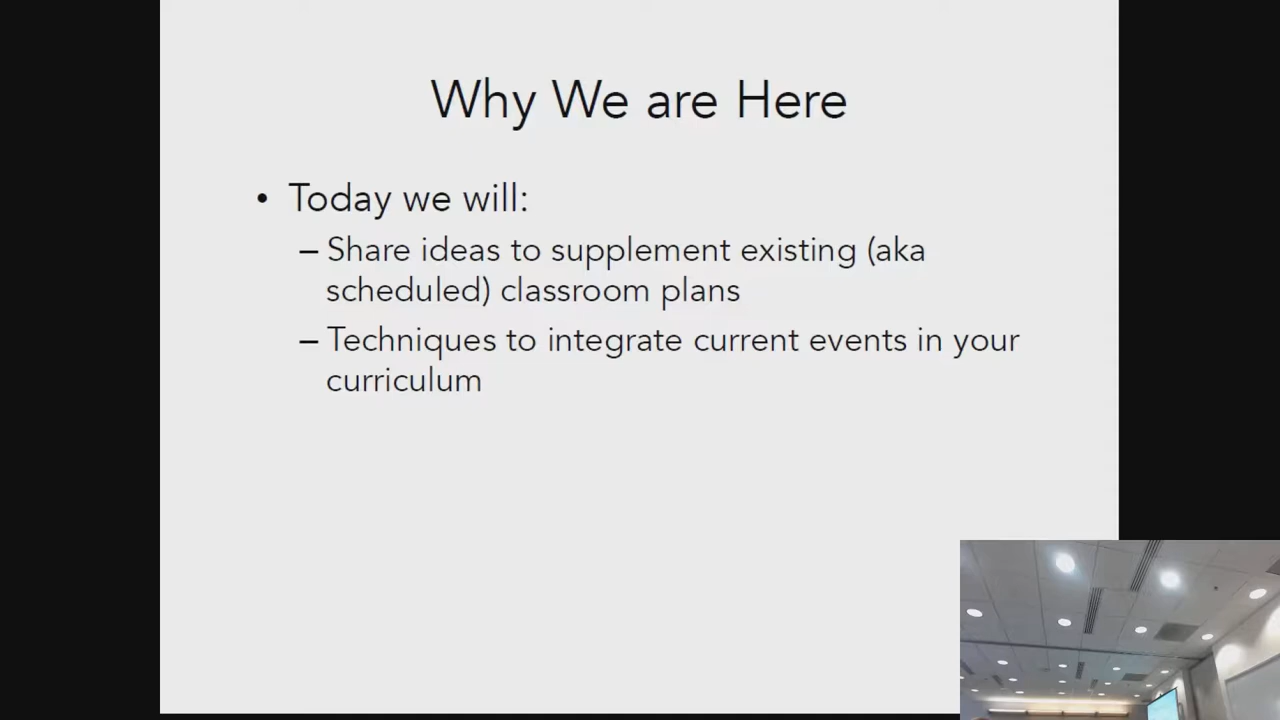 Why We are Here
• Today we will:
– Share ideas to supplement existing (aka
scheduled) classroom plans
– Techniques to integrate current events in your
curriculum